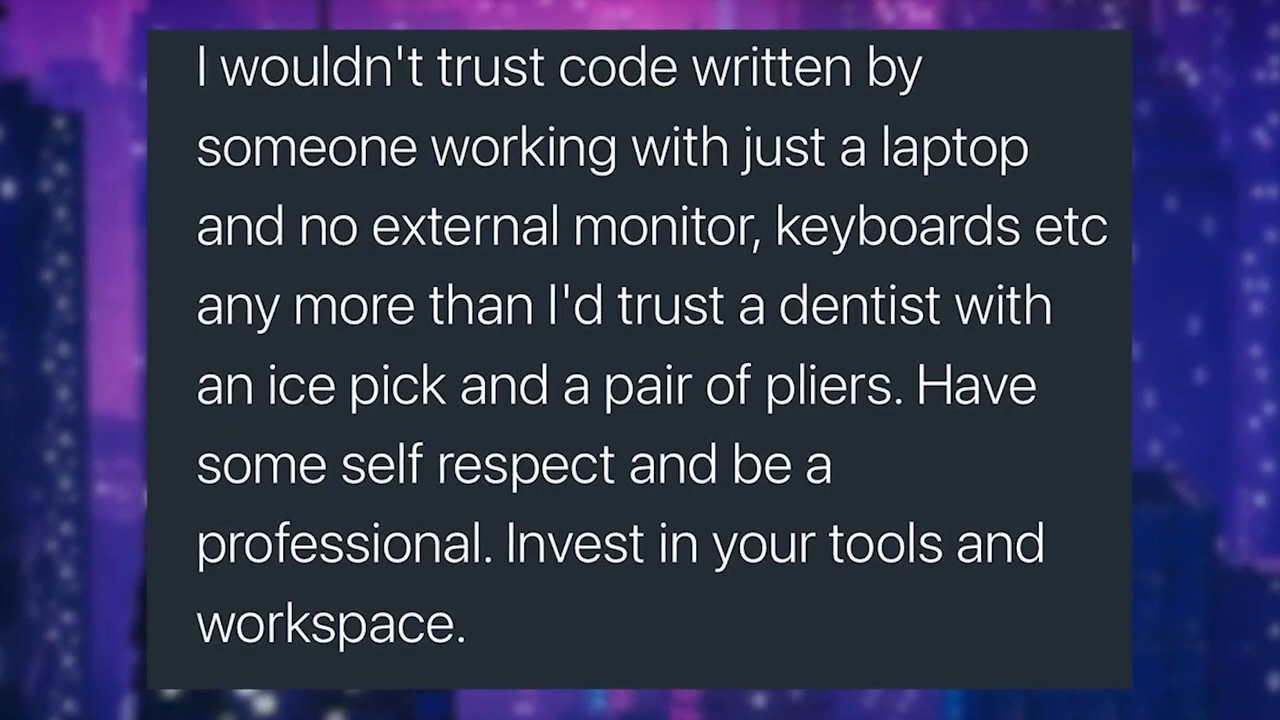 I wouldn't trust code written by
someone working with just a laptop
and no external monitor, keyboards etc
any more than I'd trust a dentist with
an ice pick and a pair of pliers. Have
some self respect and be a
professional. Invest in your tools and
workspace.